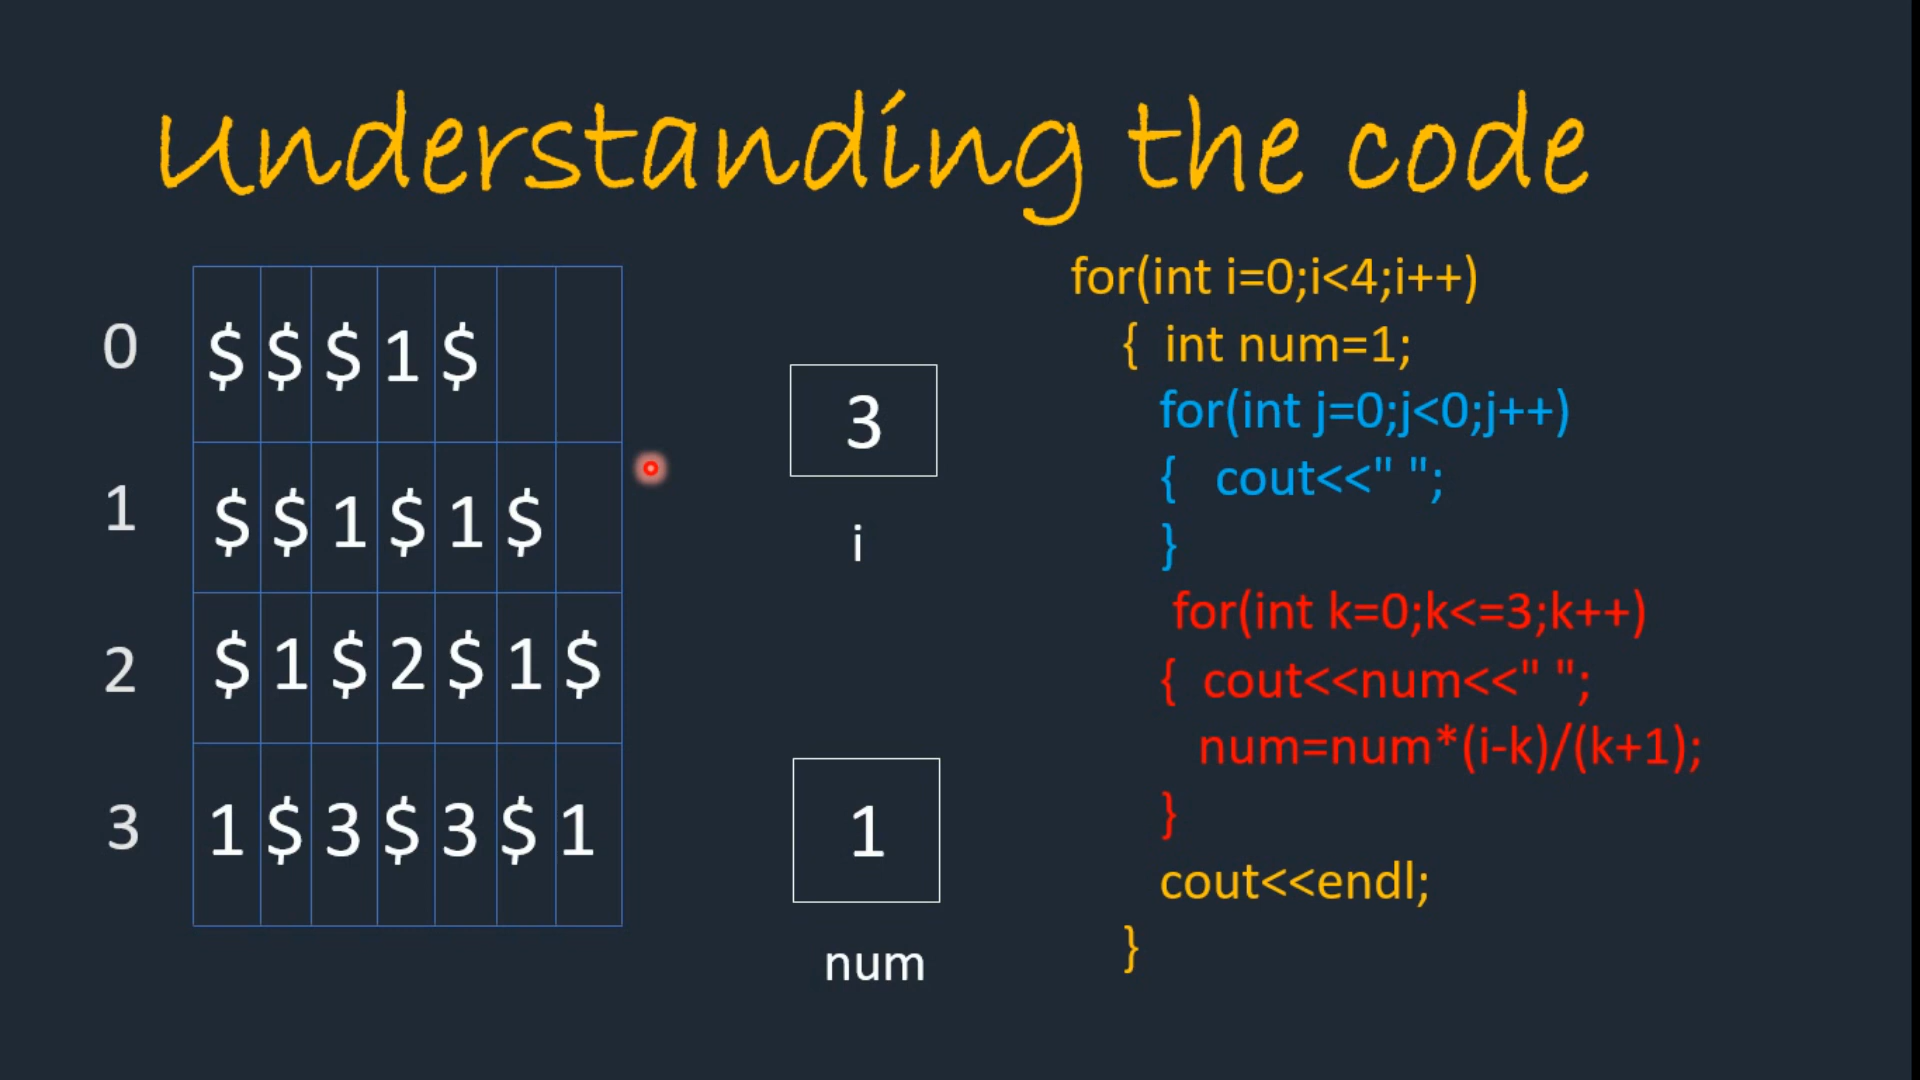 Understanding the code
0 $ $ $ 1 $
1 $ $ 1 $ 1 $
2 $ 1 $ 2 $ 1 $
3 1 $ 3 $ 3 $ 1
3
i
1
num
for(int i=0;i<4;i++)
{ int num=1;
for(int j=0;j<0;j++)
{ cout<<" ";
}
for(int k=0;k<=3;k++)
{ cout<<num<<" ";
num=num*(i-k)/(k+1);
}
cout<<endl;
}